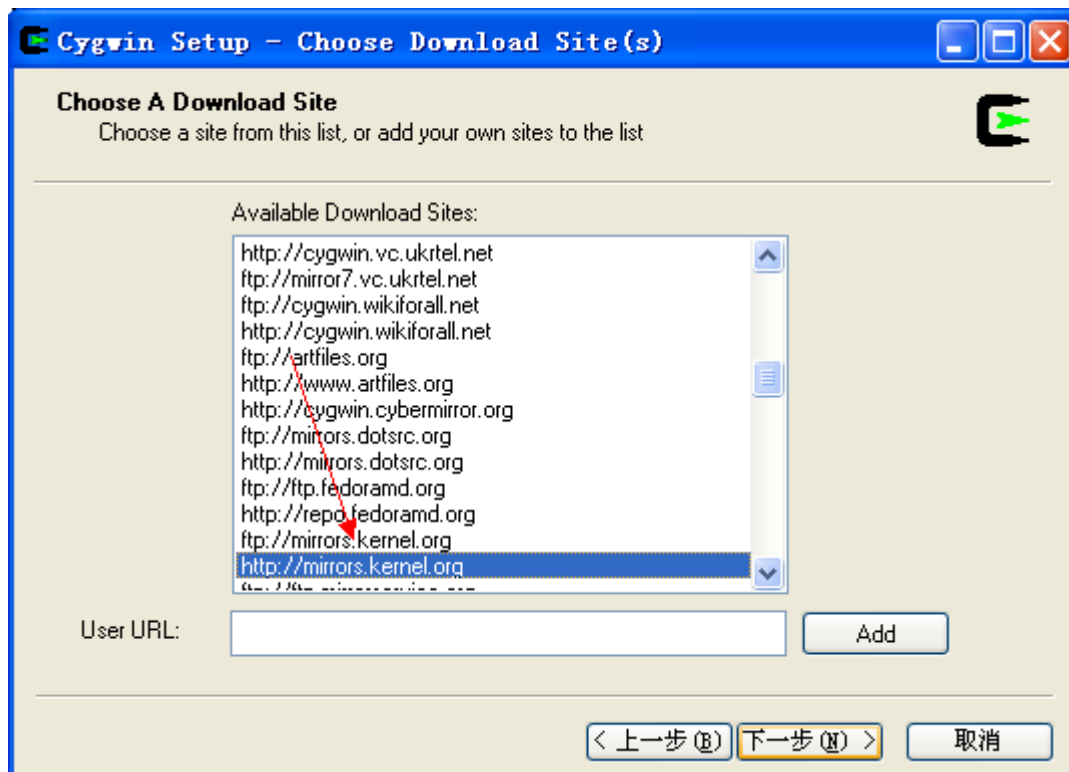 Cygwin Setup - Choose Download Site(s)
Choose A Download Site
Choose a site from this list, or add your own sites to the list
Available Download Sites:
http://cygwin.vc.ukrtel.net
ftp://mirror7.vc.ukrtel.net
ftp://cygwin.wikiforall.net
http://cygwin.wikiforall.net
ftp://artfiles.org
http://www.artfiles.org
http://cygwin.cybermirror.org
ftp://mirrors.dotsrc.org
http://mirrors.dotsrc.org
ftp://ftp.fedoramd.org
http://repo.fedoramd.org
ftp://mirrors.kernel.org
http://mirrors.kernel.org
User URL:
Add
< 上一步(B)
下一步(N) >
取消